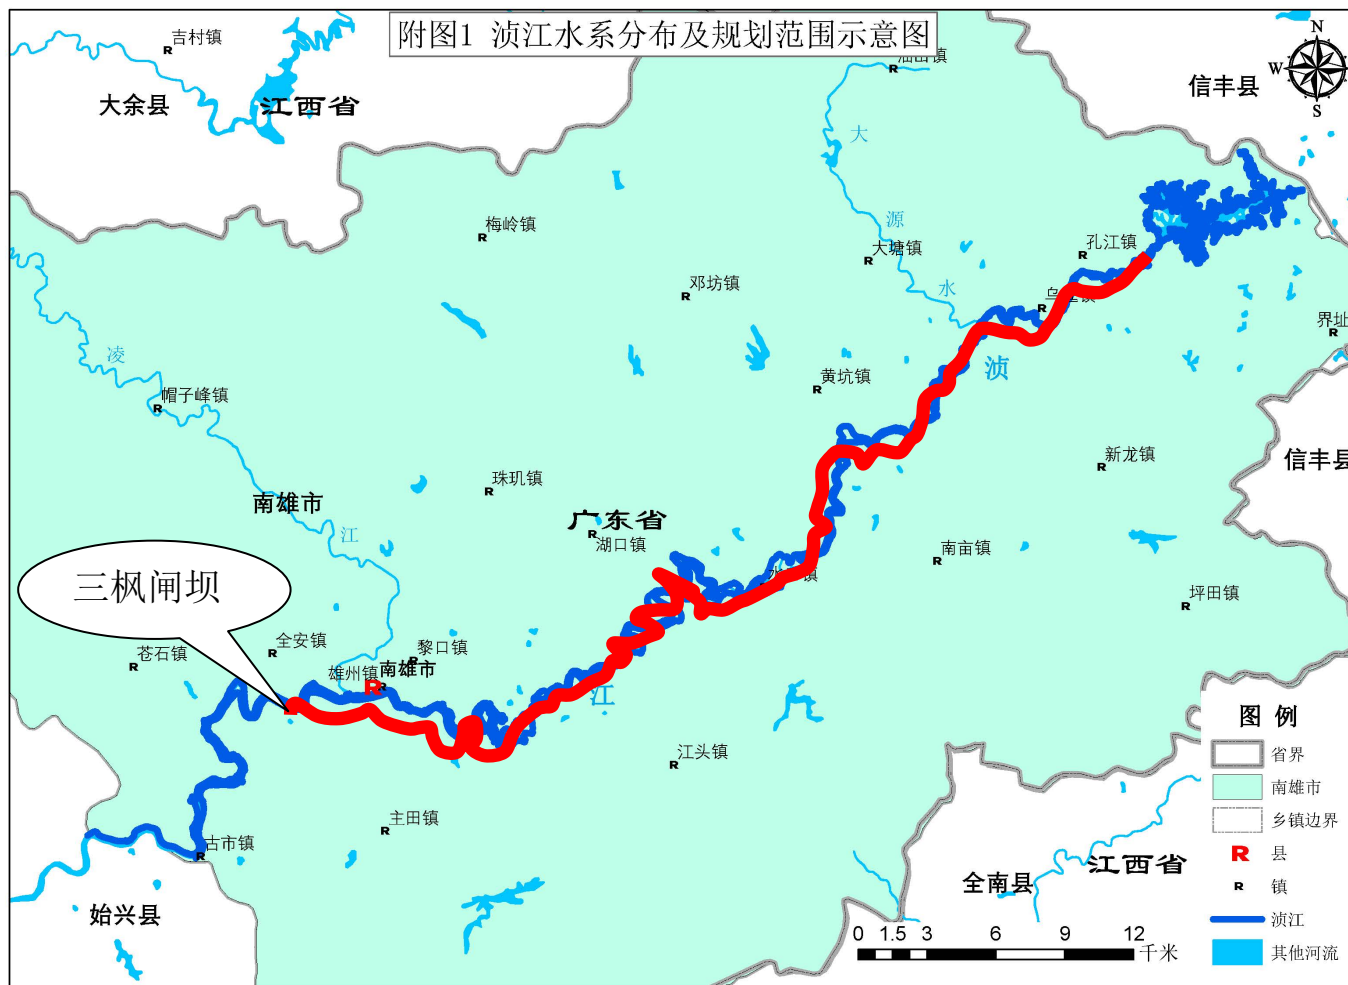 附图1 浈江水系分布及规划范围示意图
N
W
S
吉村镇
大余县
江西省
油山镇
信丰县
大
源
水
梅岭镇
大塘镇
孔江镇
邓坊镇
界址
凌
江
浈
帽子峰镇
黄坑镇
新龙镇
信丰县
珠玑镇
南雄市
广东省
湖口镇
南亩镇
三枫闸坝
坪田镇
全安镇
黎口镇
苍石镇
雄州镇
南雄市
江
江头镇
主田镇
古市镇
始兴县
全南县
江西省
图 例
省界
南雄市
乡镇边界
R 县
R 镇
浈江
其他河流
0 1.5 3 6 9 12
千米